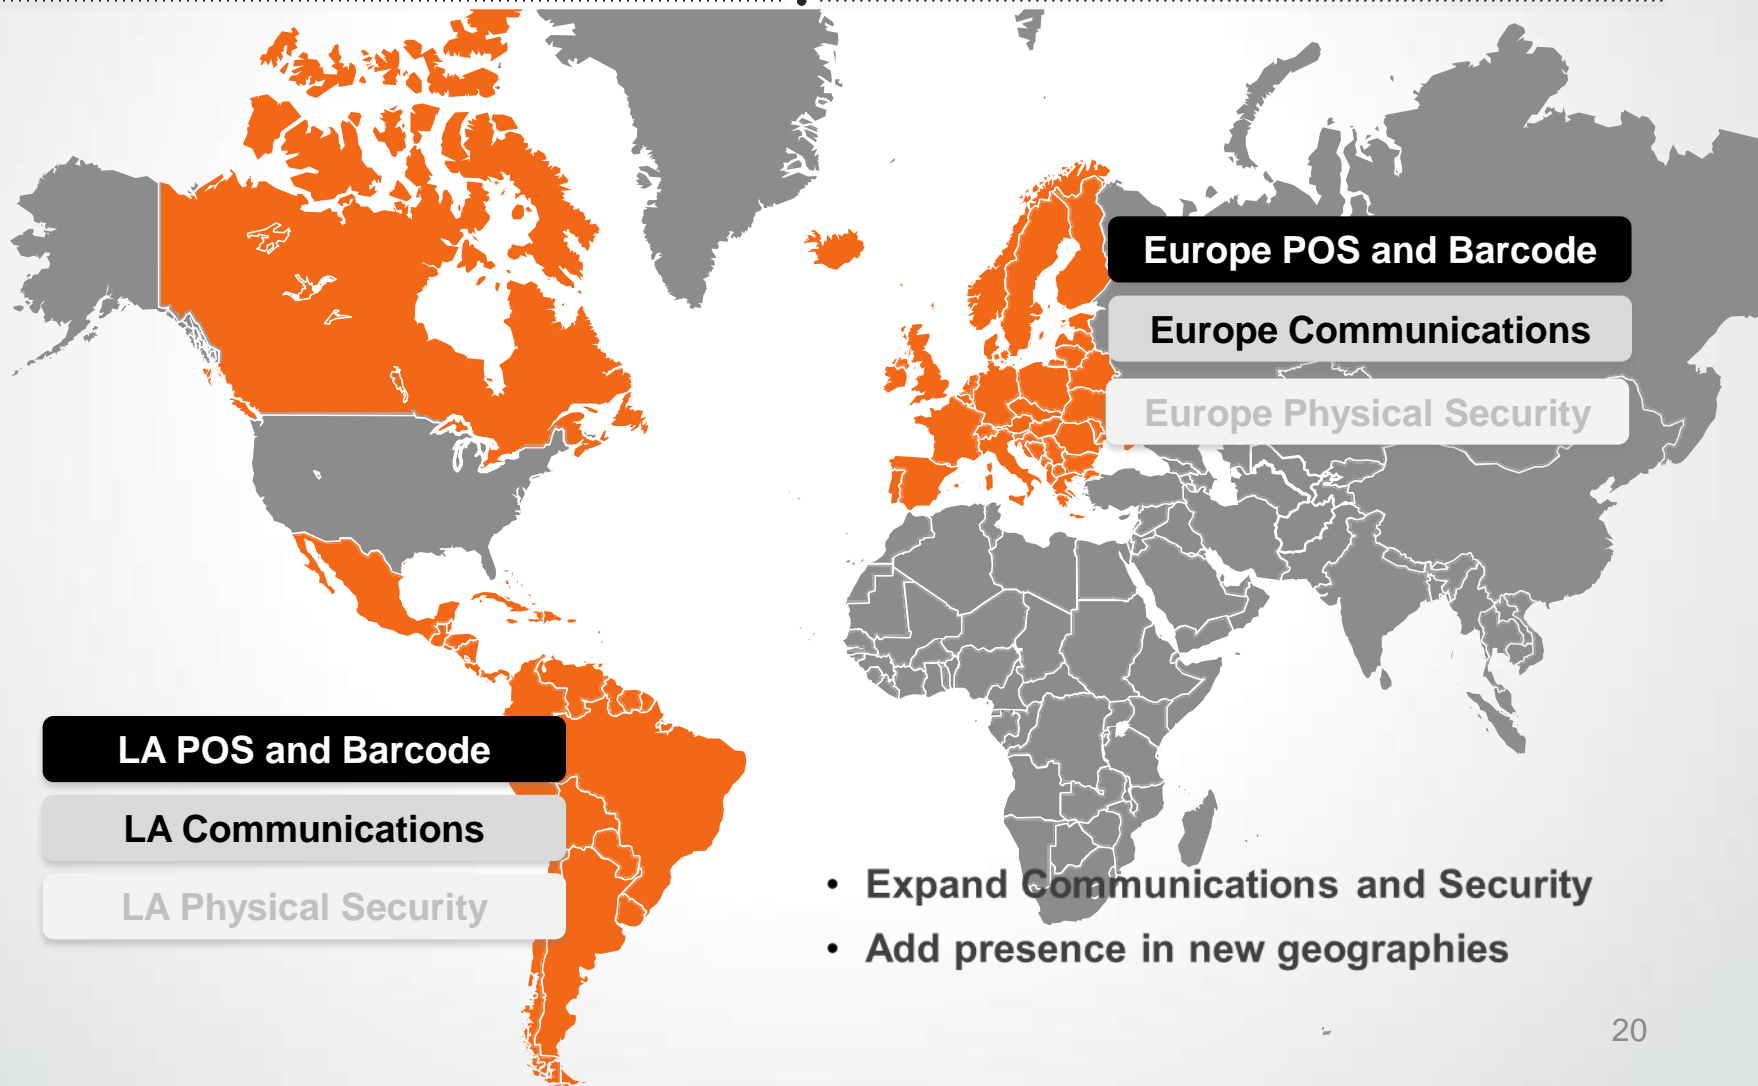 Europe POS and Barcode
Europe Communications
Europe Physical Security
LA POS and Barcode
LA Communications
LA Physical Security
• Expand Communications and Security
• Add presence in new geographies
20